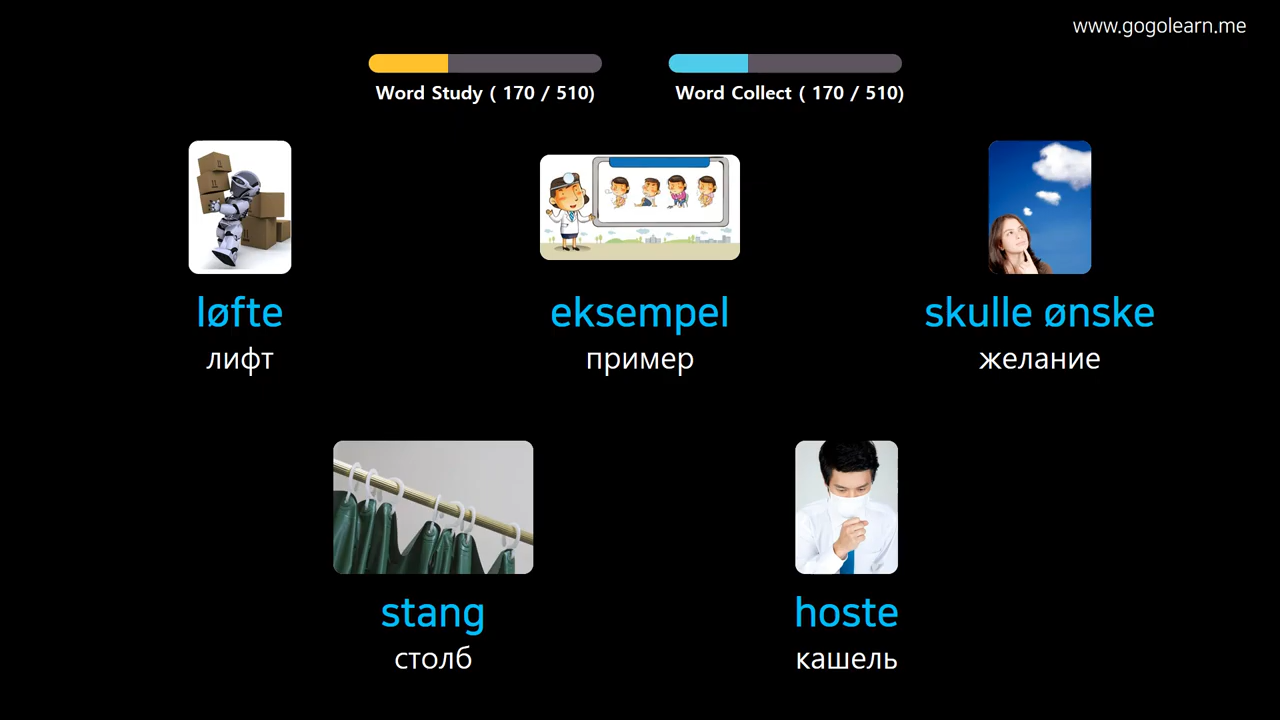 www.gogolearn.me
Word Study ( 170 / 510)
Word Collect ( 170 / 510)
løfte
лифт
eksempel
пример
skulle ønske
желание
stang
столб
hoste
кашель